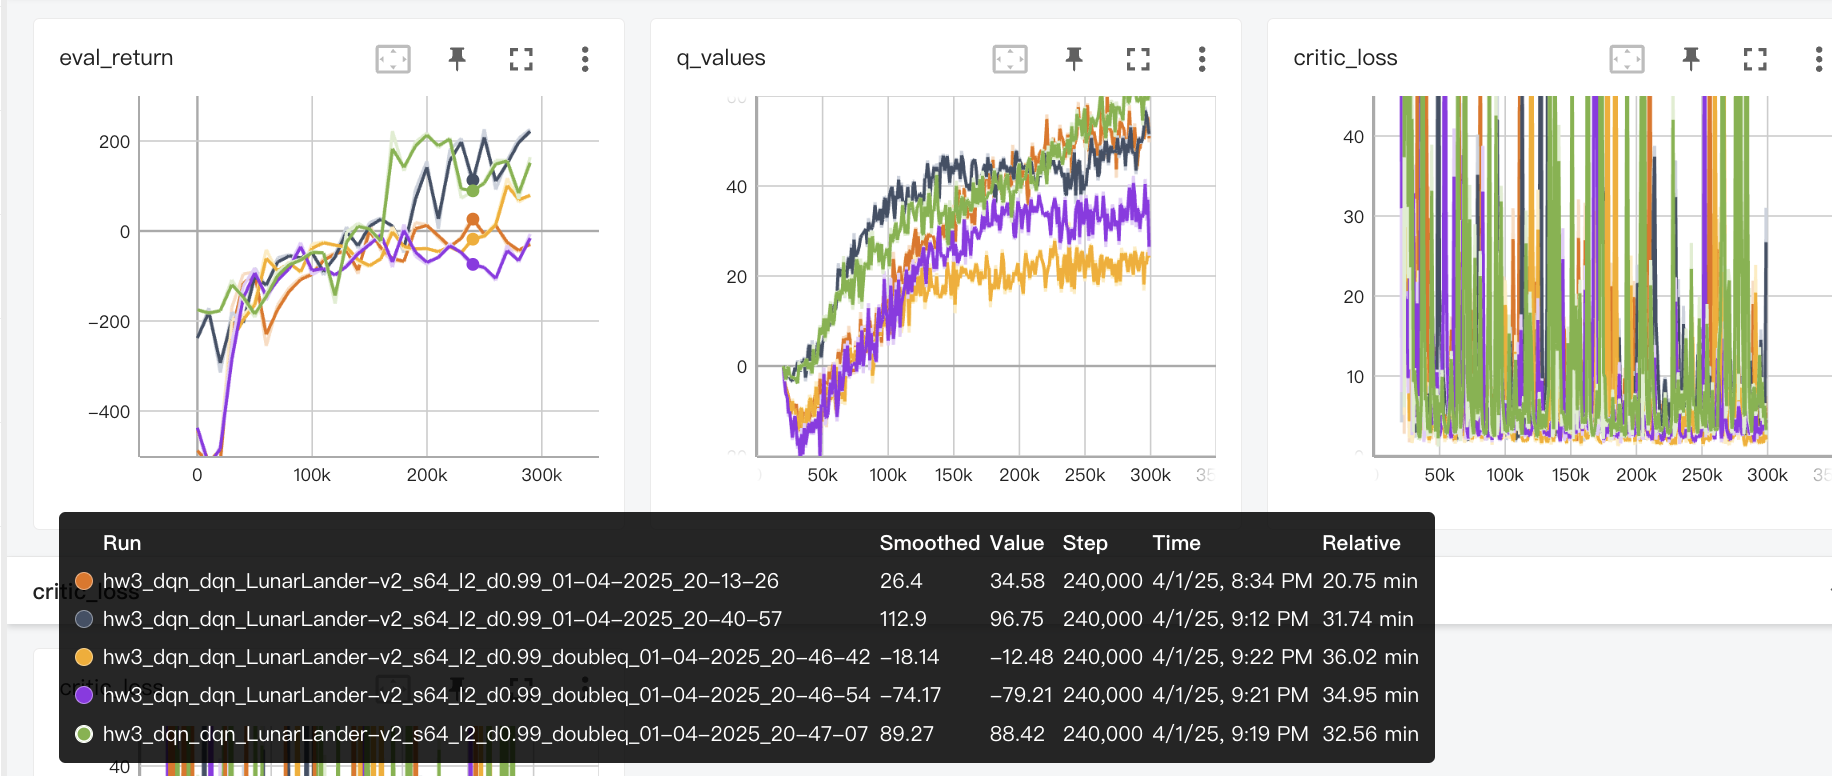 eval_return
200
0
−200
−400
0 100k 200k 300k
q_values
40
20
0
50k 100k 150k 200k 250k 300k
critic_loss
40
30
20
10
50k 100k 150k 200k 250k 300k
Run Smoothed Value Step Time Relative
hw3_dqn_dqn_LunarLander-v2_s64_l2_d0.99_01-04-2025_20-13-26 26.4 34.58 240,000 4/1/25, 8:34 PM 20.75 min
hw3_dqn_dqn_LunarLander-v2_s64_l2_d0.99_01-04-2025_20-40-57 112.9 96.75 240,000 4/1/25, 9:12 PM 31.74 min
hw3_dqn_dqn_LunarLander-v2_s64_l2_d0.99_doubleq_01-04-2025_20-46-42 −18.14 −12.48 240,000 4/1/25, 9:22 PM 36.02 min
hw3_dqn_dqn_LunarLander-v2_s64_l2_d0.99_doubleq_01-04-2025_20-46-54 −74.17 −79.21 240,000 4/1/25, 9:21 PM 34.95 min
hw3_dqn_dqn_LunarLander-v2_s64_l2_d0.99_doubleq_01-04-2025_20-47-07 89.27 88.42 240,000 4/1/25, 9:19 PM 32.56 min
critic_loss
critic_loss
40